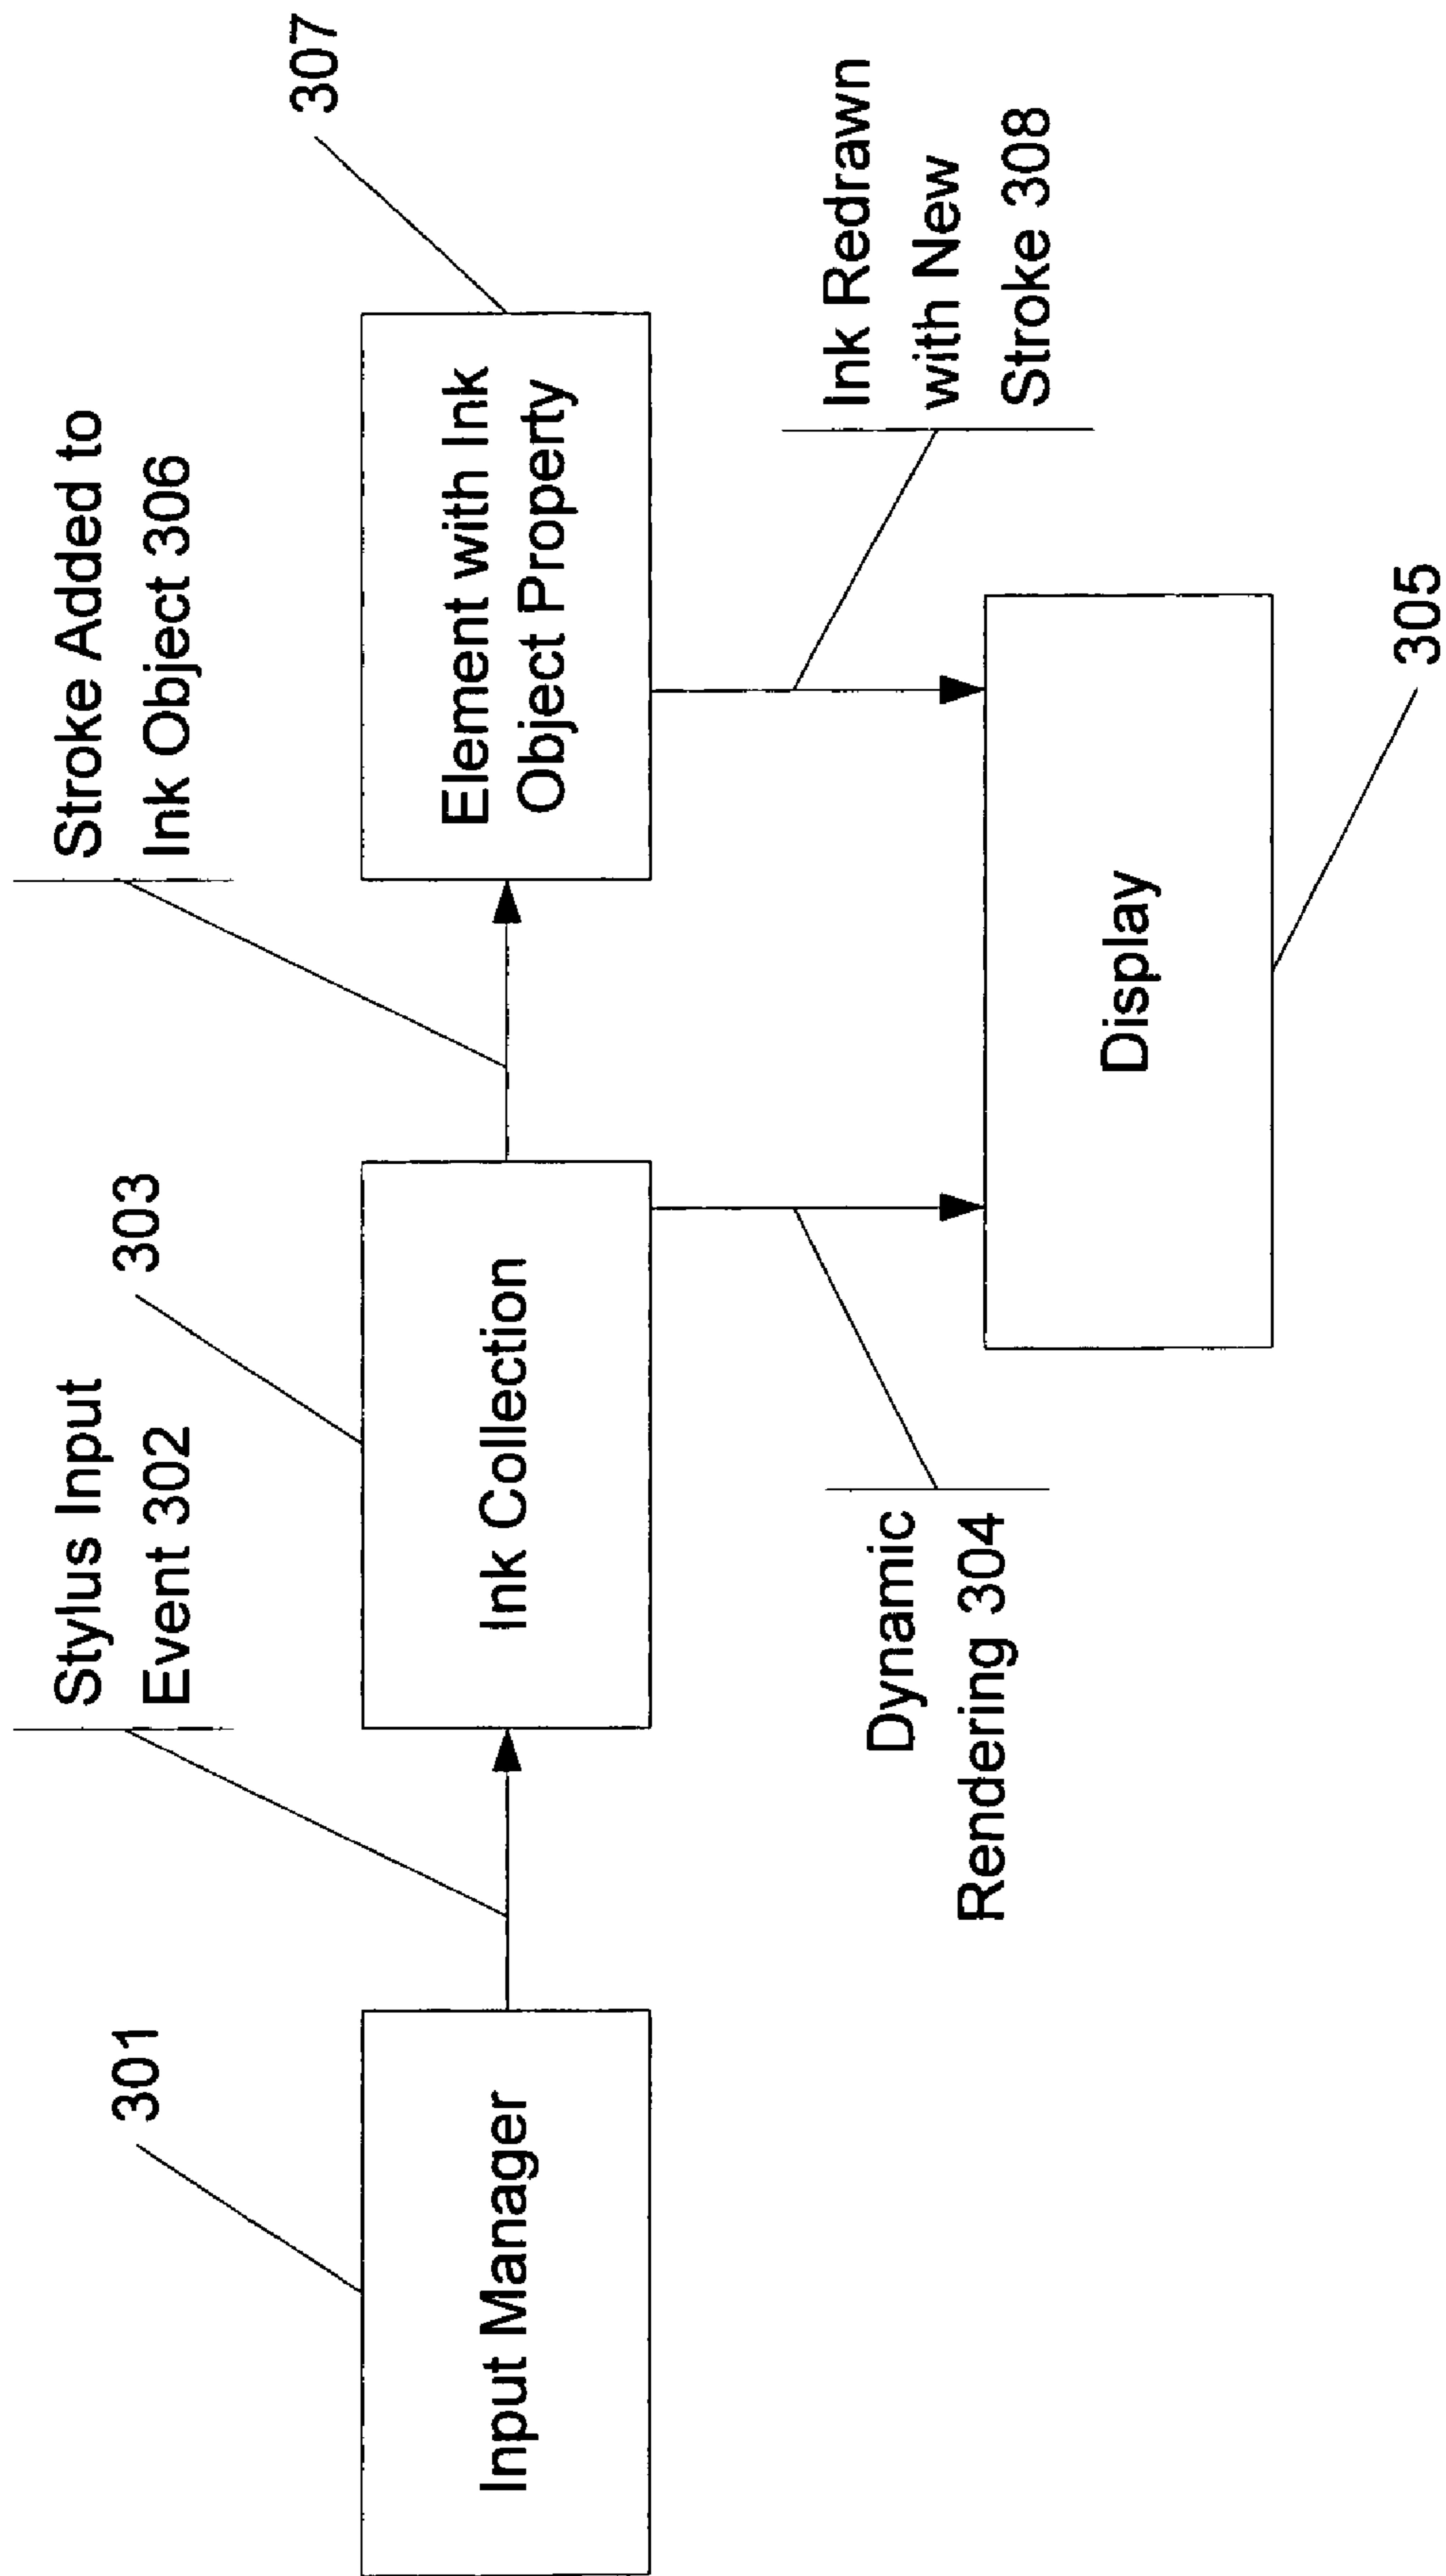 301
Stylus Input
Event 302
303
Stroke Added to
Ink Object 306
307
Input Manager
Ink Collection
Element with Ink
Object Property
Dynamic
Rendering 304
Ink Redrawn
with New
Stroke 308
Display
305